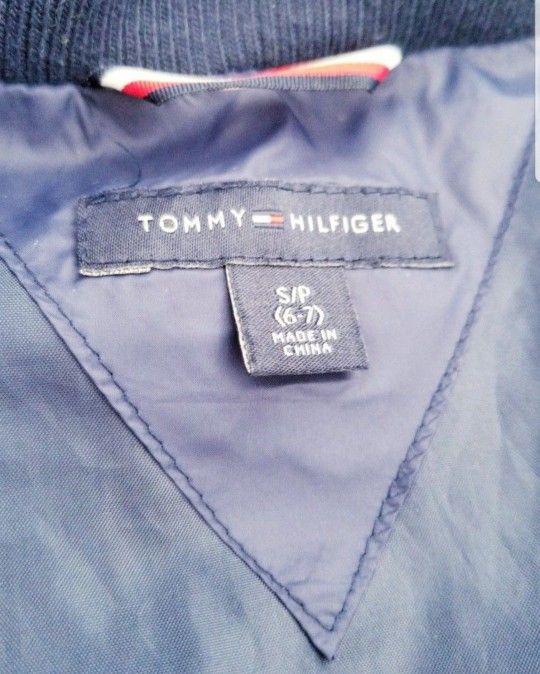 TOMMY HILFIGER
S/P
(6-7)
MADE IN
CHINA